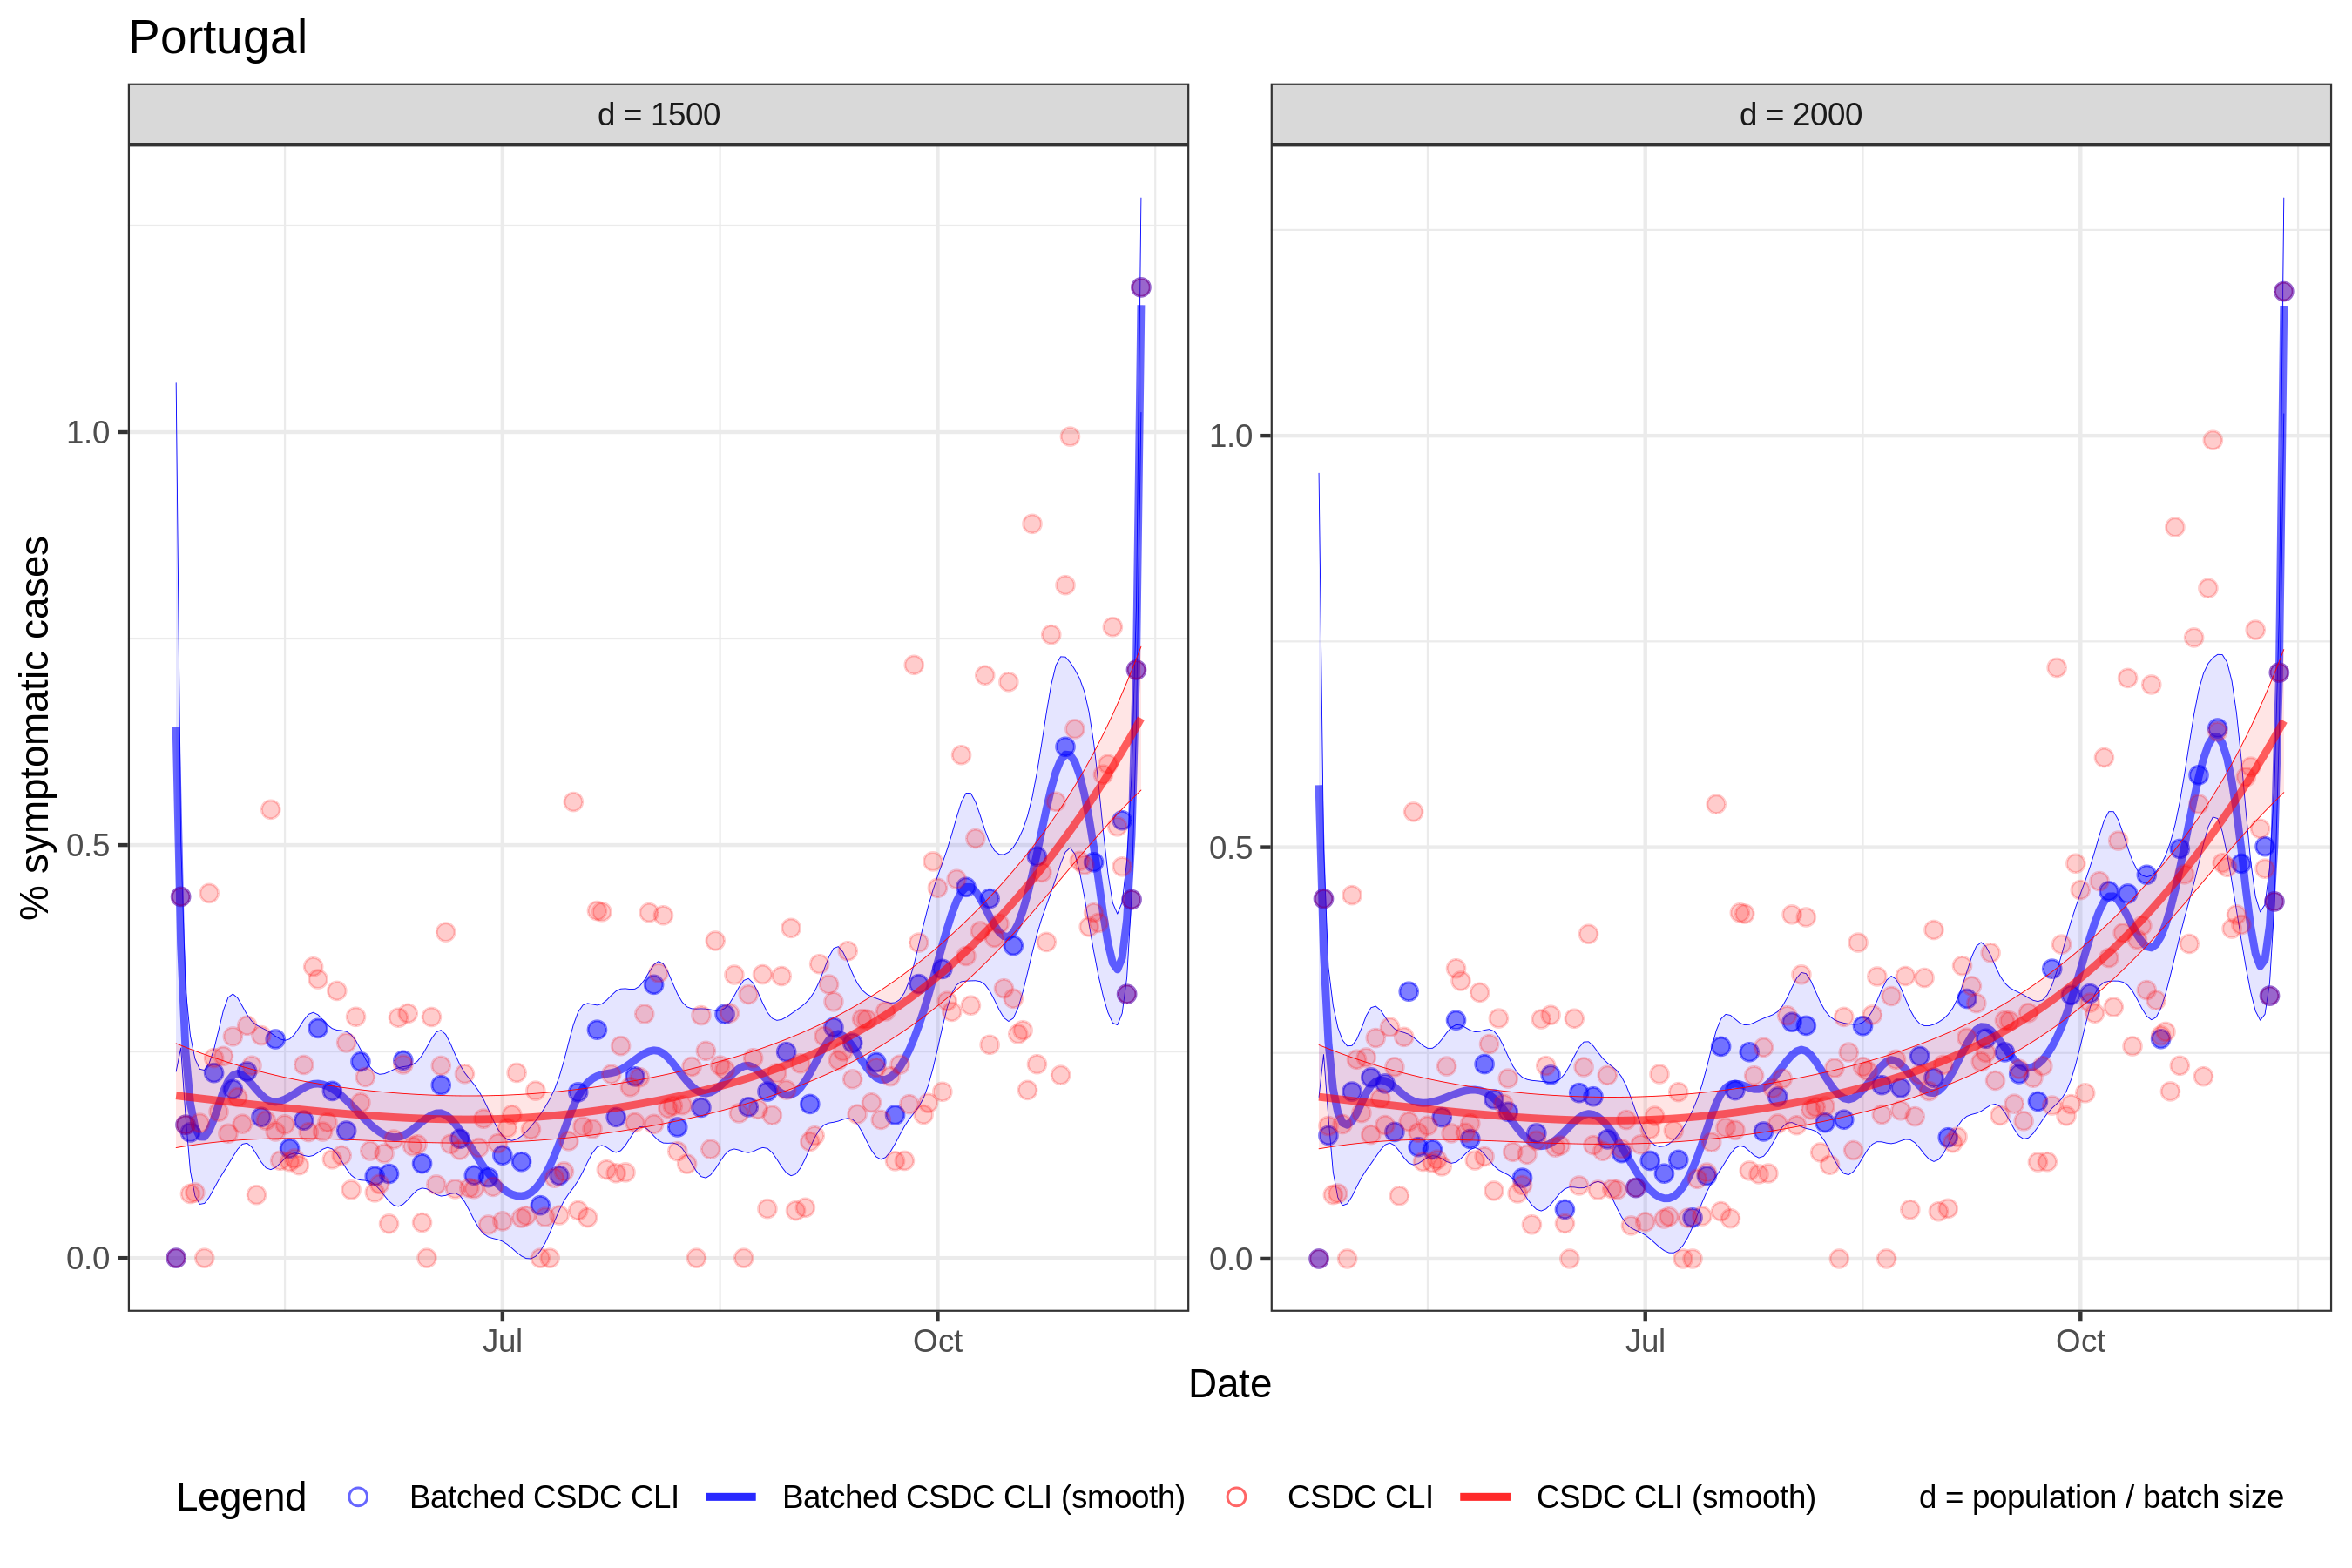 Portugal
d = 1500
d = 2000
% symptomatic cases
1.0
0.5
0.0
1.0
0.5
0.0
Jul
Oct
Jul
Oct
Date
Legend
Batched CSDC CLI
Batched CSDC CLI (smooth)
CSDC CLI
CSDC CLI (smooth)
d = population / batch size